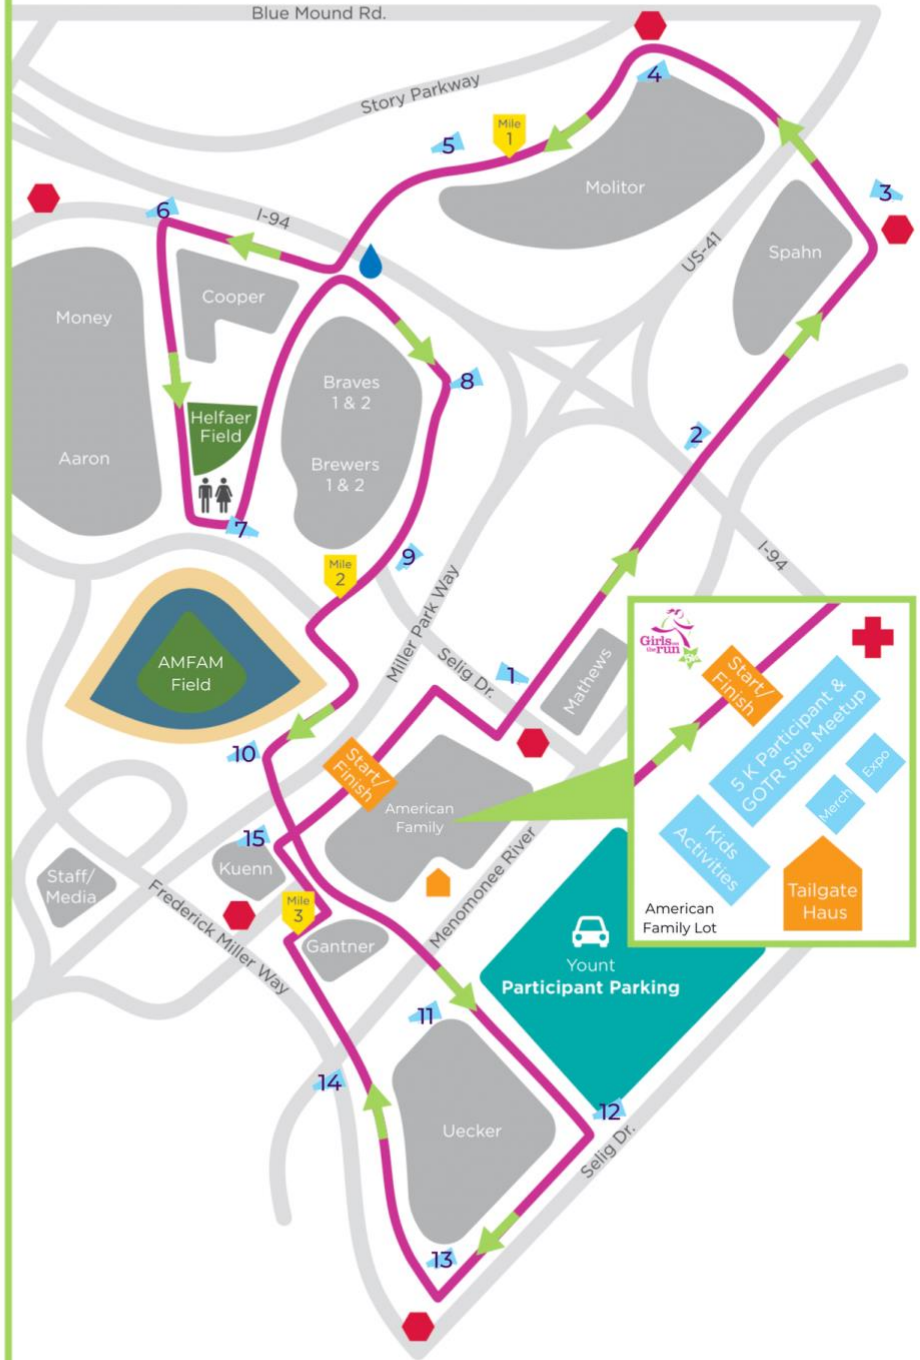 Blue Mound Rd.
Story Parkway
4
Mile
1
5
Molitor
3
6
I-94
US-41
Spahn
Cooper
Money
Braves
1 & 2
8
Helfaer
Field
2
Aaron
Brewers
1 & 2
7
9
I-94
Mile
2
Miller Park Way
AMFAM
Field
Selig Dr.
1
Mathews
Girls on
the run
5K
Start/
Finish
5 K Participant &
GOTR Site Meetup
Expo
Merch
Kids
Activities
Tailgate
Haus
American
Family Lot
10
Start/
Finish
American
Family
15
Kuenn
Staff/
Media
Mile
3
Menomonee River
Frederick Miller Way
Gantner
Yount
Participant Parking
11
14
12
Uecker
Selig Dr.
13